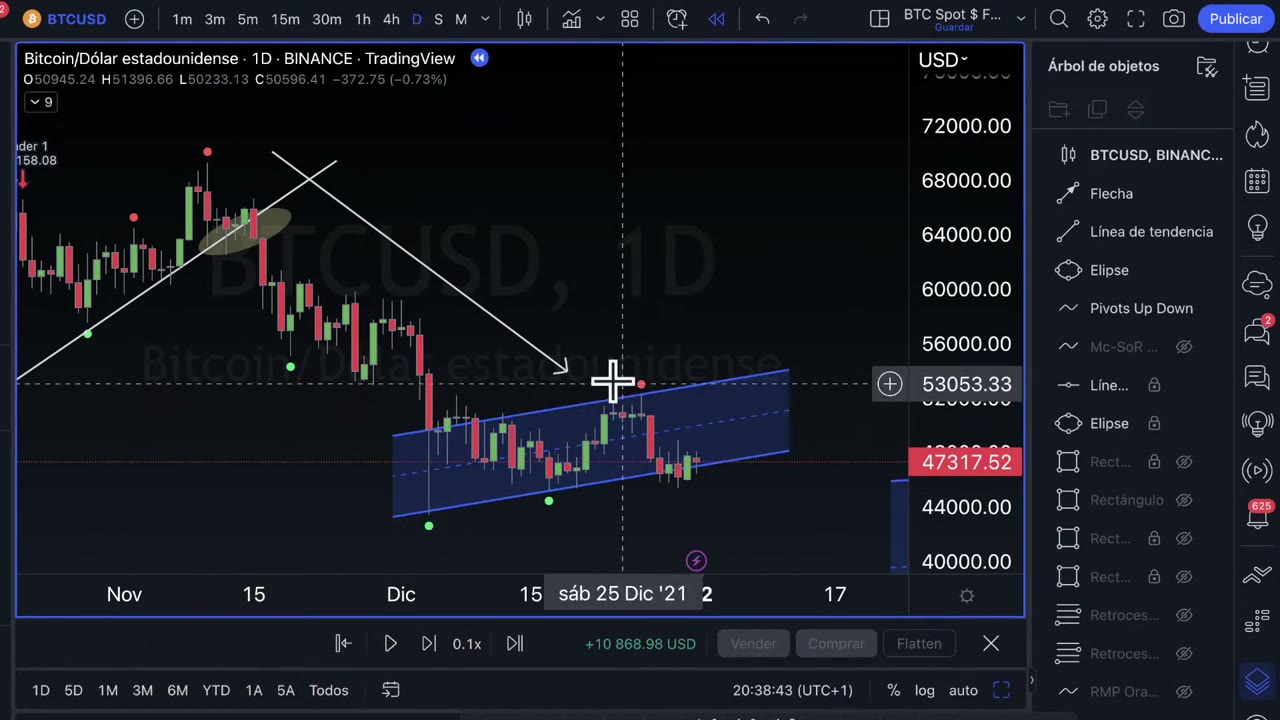 BTCUSD
1m 3m 5m 15m 30m 1h 4h D S M
BTC Spot $ F...
Guardar
Publicar
Bitcoin/Dólar estadounidense · 1D · BINANCE · TradingView
O50945.24 H51396.66 L50233.13 C50596.41 −372.75 (−0.73%)
9
USD
der 1
158.08
BTCUSD, 1D
Bitcoin/Dólar estadounidense
72000.00
68000.00
64000.00
60000.00
56000.00
53053.33
47317.52
44000.00
40000.00
Nov 15 Dic 15 sáb 25 Dic '21 2 17
0.1x +10 868.98 USD Vender Comprar Flatten
1D 5D 1M 3M 6M YTD 1A 5A Todos
20:38:43 (UTC+1) % log auto
Árbol de objetos
BTCUSD, BINANC...
Flecha
Línea de tendencia
Elipse
Pivots Up Down
Mc-SoR ...
Líne...
Elipse
Rect...
Rectángulo
Rect...
Rect...
Retroces...
Retroces...
RMP Ora...
2
625